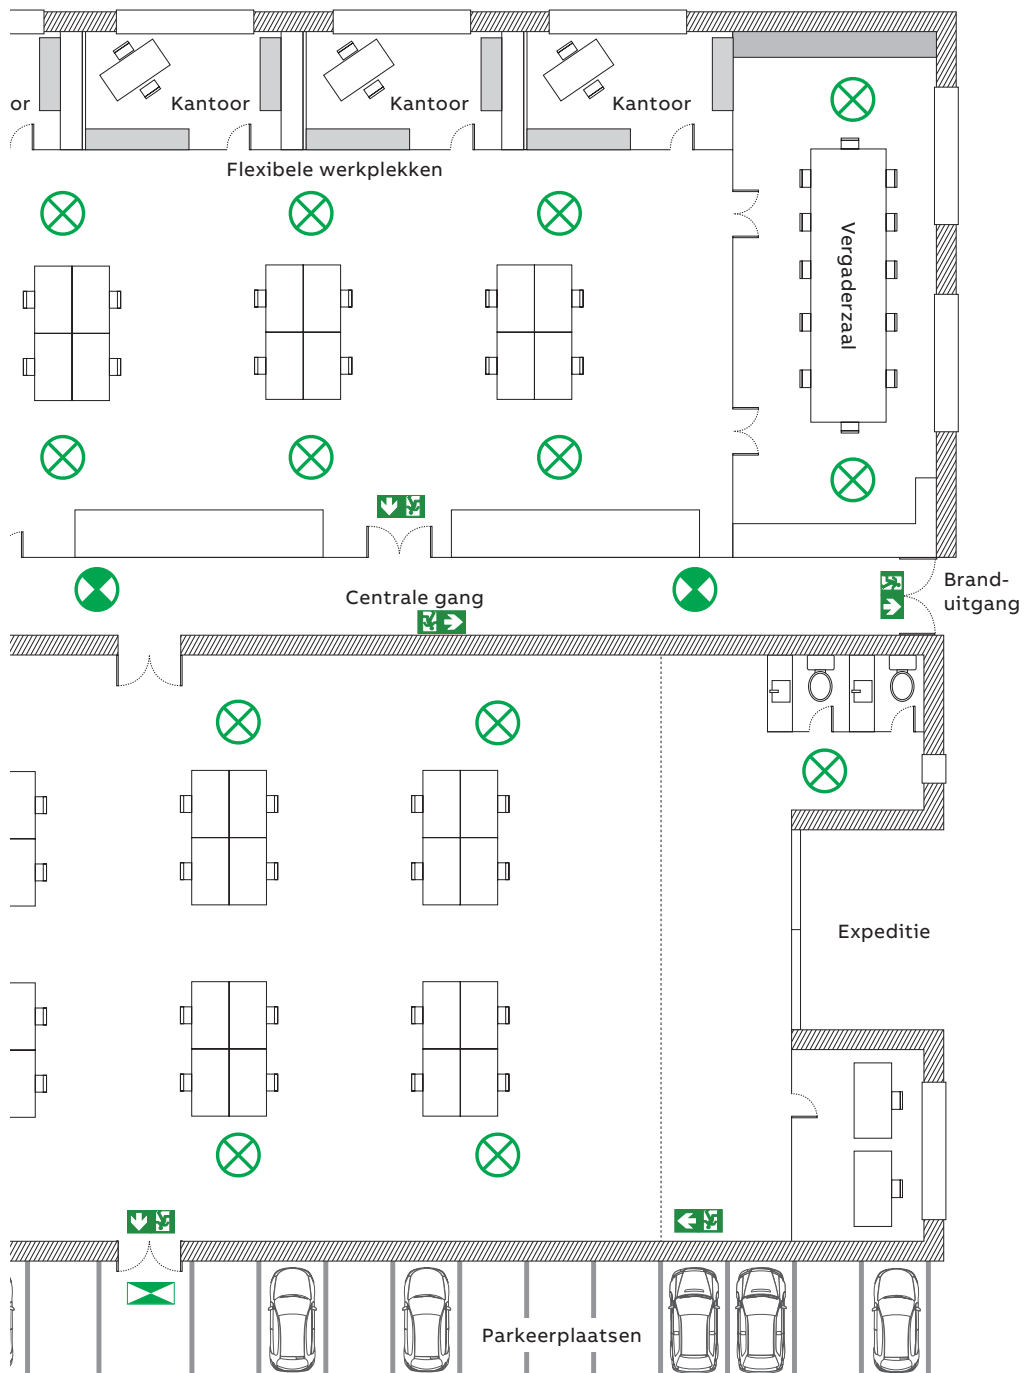 or
Kantoor
Kantoor
Kantoor
Flexibele werkplekken
Vergaderzaal
Centrale gang
Brand-
uitgang
Expeditie
Parkeerplaatsen